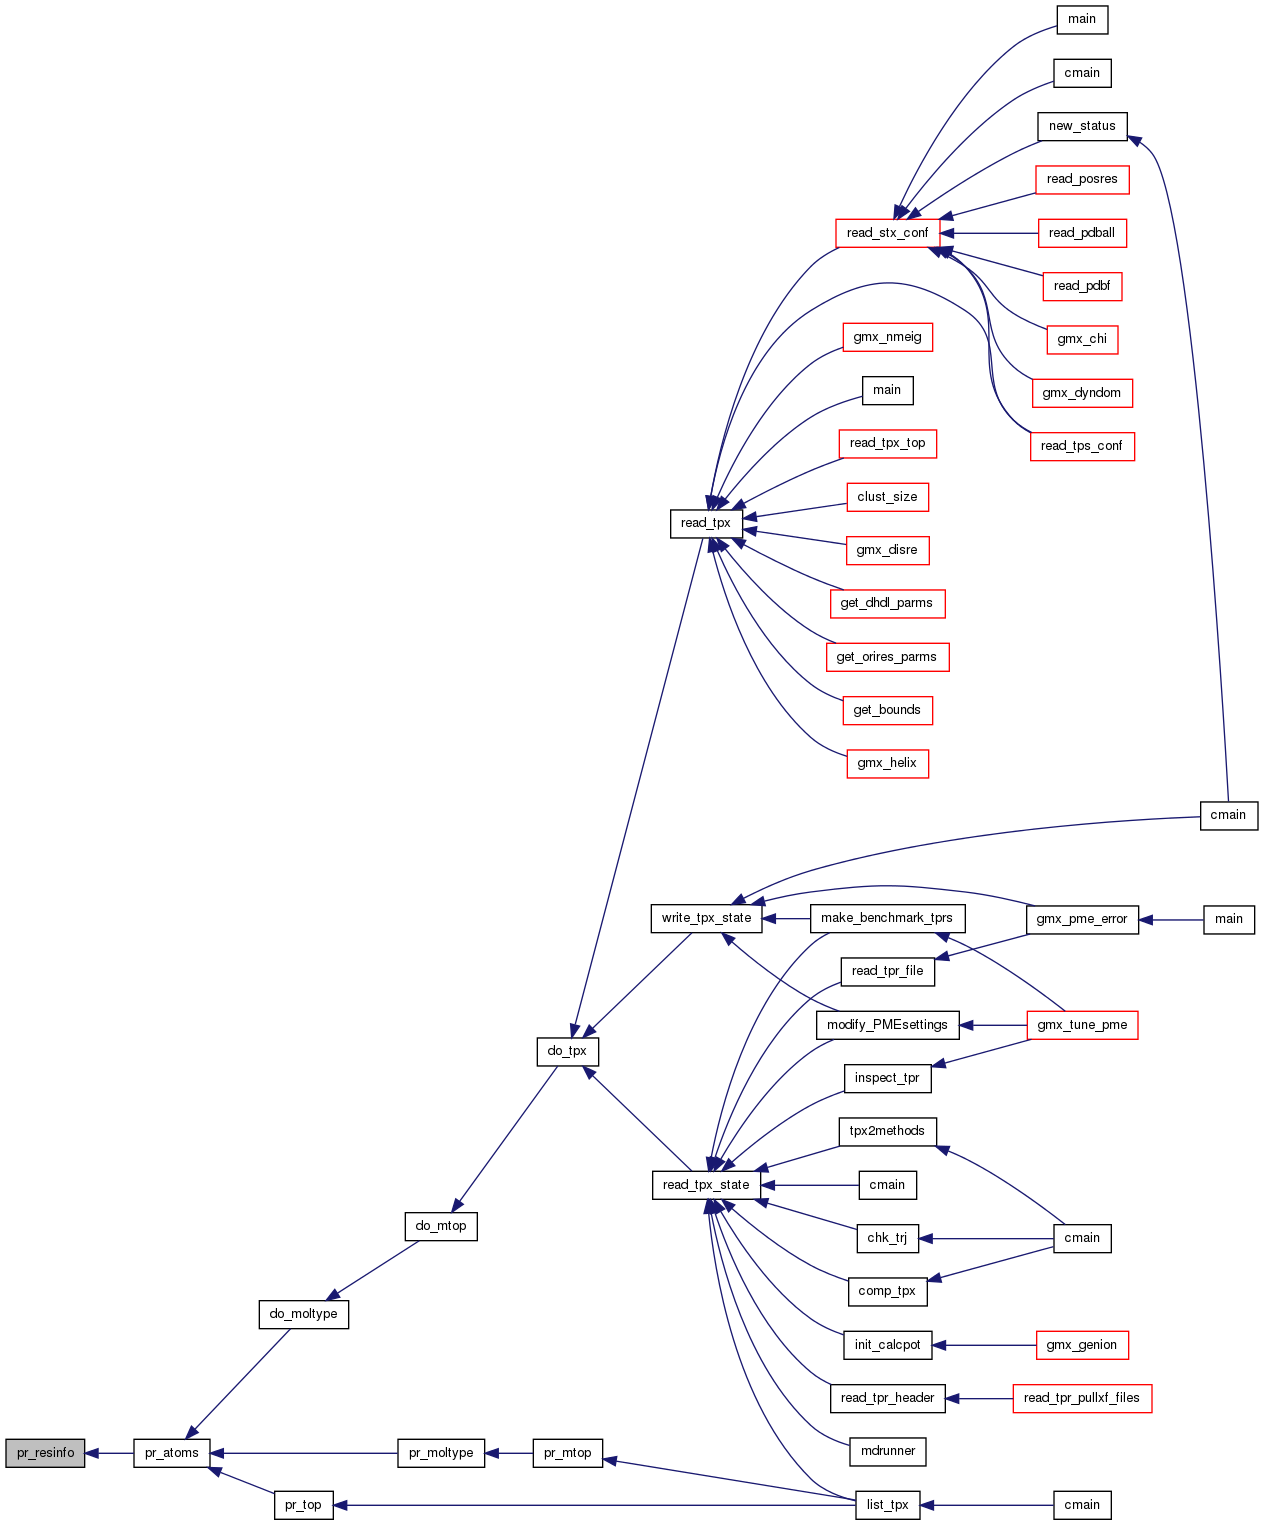 main
cmain
new_status
read_posres
read_stx_conf
read_pdball
read_pdbf
gmx_nmeig
gmx_chi
main
gmx_dyndom
read_tpx_top
read_tps_conf
clust_size
read_tpx
gmx_disre
get_dhdl_parms
get_orires_parms
get_bounds
gmx_helix
cmain
write_tpx_state
make_benchmark_tprs
gmx_pme_error
main
read_tpr_file
modify_PMEsettings
gmx_tune_pme
do_tpx
inspect_tpr
tpx2methods
read_tpx_state
cmain
do_mtop
chk_trj
cmain
comp_tpx
do_moltype
init_calcpot
gmx_genion
read_tpr_header
read_tpr_pullxf_files
pr_resinfo
pr_atoms
pr_moltype
pr_mtop
mdrunner
pr_top
list_tpx
cmain